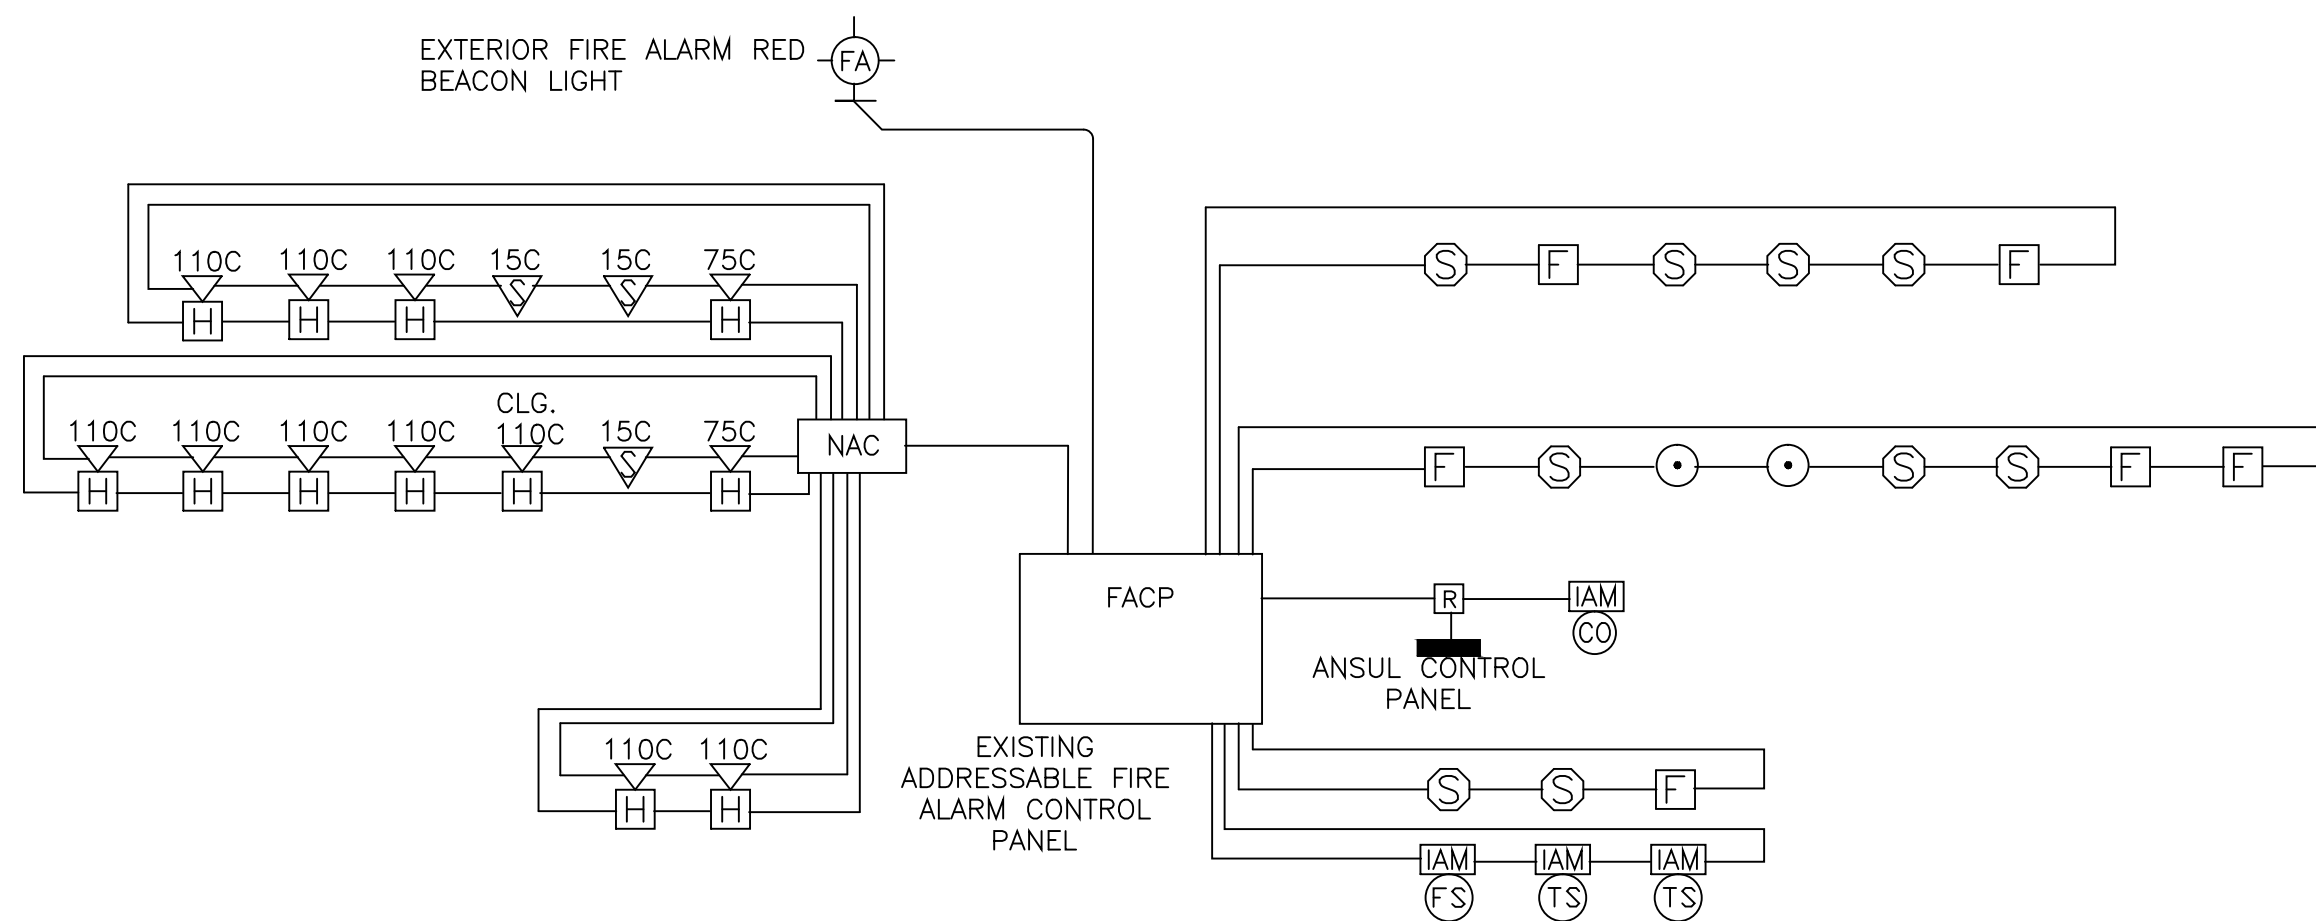 EXTERIOR FIRE ALARM RED
BEACON LIGHT
FA
110C 110C 110C 15C 15C 75C
S S
H H H H
CLG.
110C 110C 110C 110C 110C 15C 75C
S
H H H H H H
NAC
110C 110C
H H
FACP
EXISTING
ADDRESSABLE FIRE
ALARM CONTROL
PANEL
S F S S S F
F S S S F F
R IAM
CO
ANSUL CONTROL
PANEL
S S F
IAM IAM IAM
FS TS TS